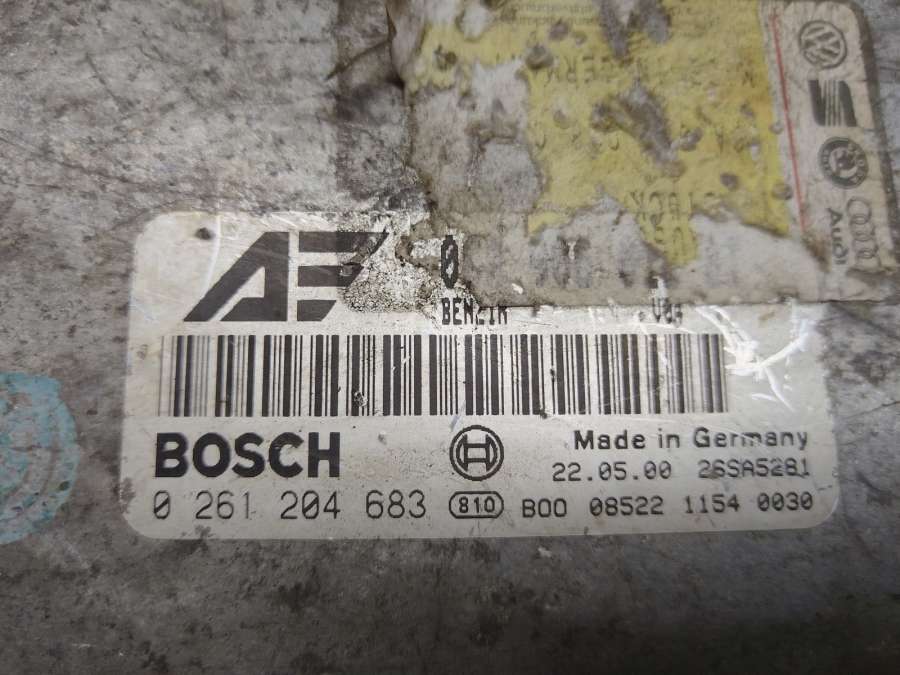 Audi
AE
0
BENZIN
BOSCH
Made in Germany
22.05.00 26SA5281
0 261 204 683 810 B00 08522 1154 0030